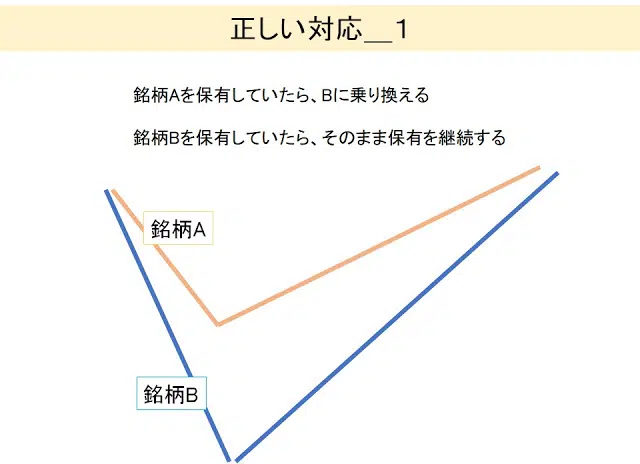 正しい対応＿1
銘柄Aを保有していたら、Bに乗り換える
銘柄Bを保有していたら、そのまま保有を継続する
銘柄A
銘柄B